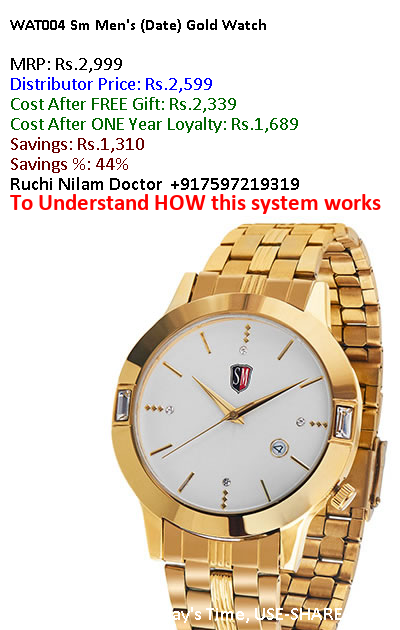 WAT004 Sm Men's (Date) Gold Watch
MRP: Rs.2,999
Distributor Price: Rs.2,599
Cost After FREE Gift: Rs.2,339
Cost After ONE Year Loyalty: Rs.1,689
Savings: Rs.1,310
Savings %: 44%
Ruchi Nilam Doctor +917597219319
To Understand HOW this system works
SM
Time, USE-SHARE